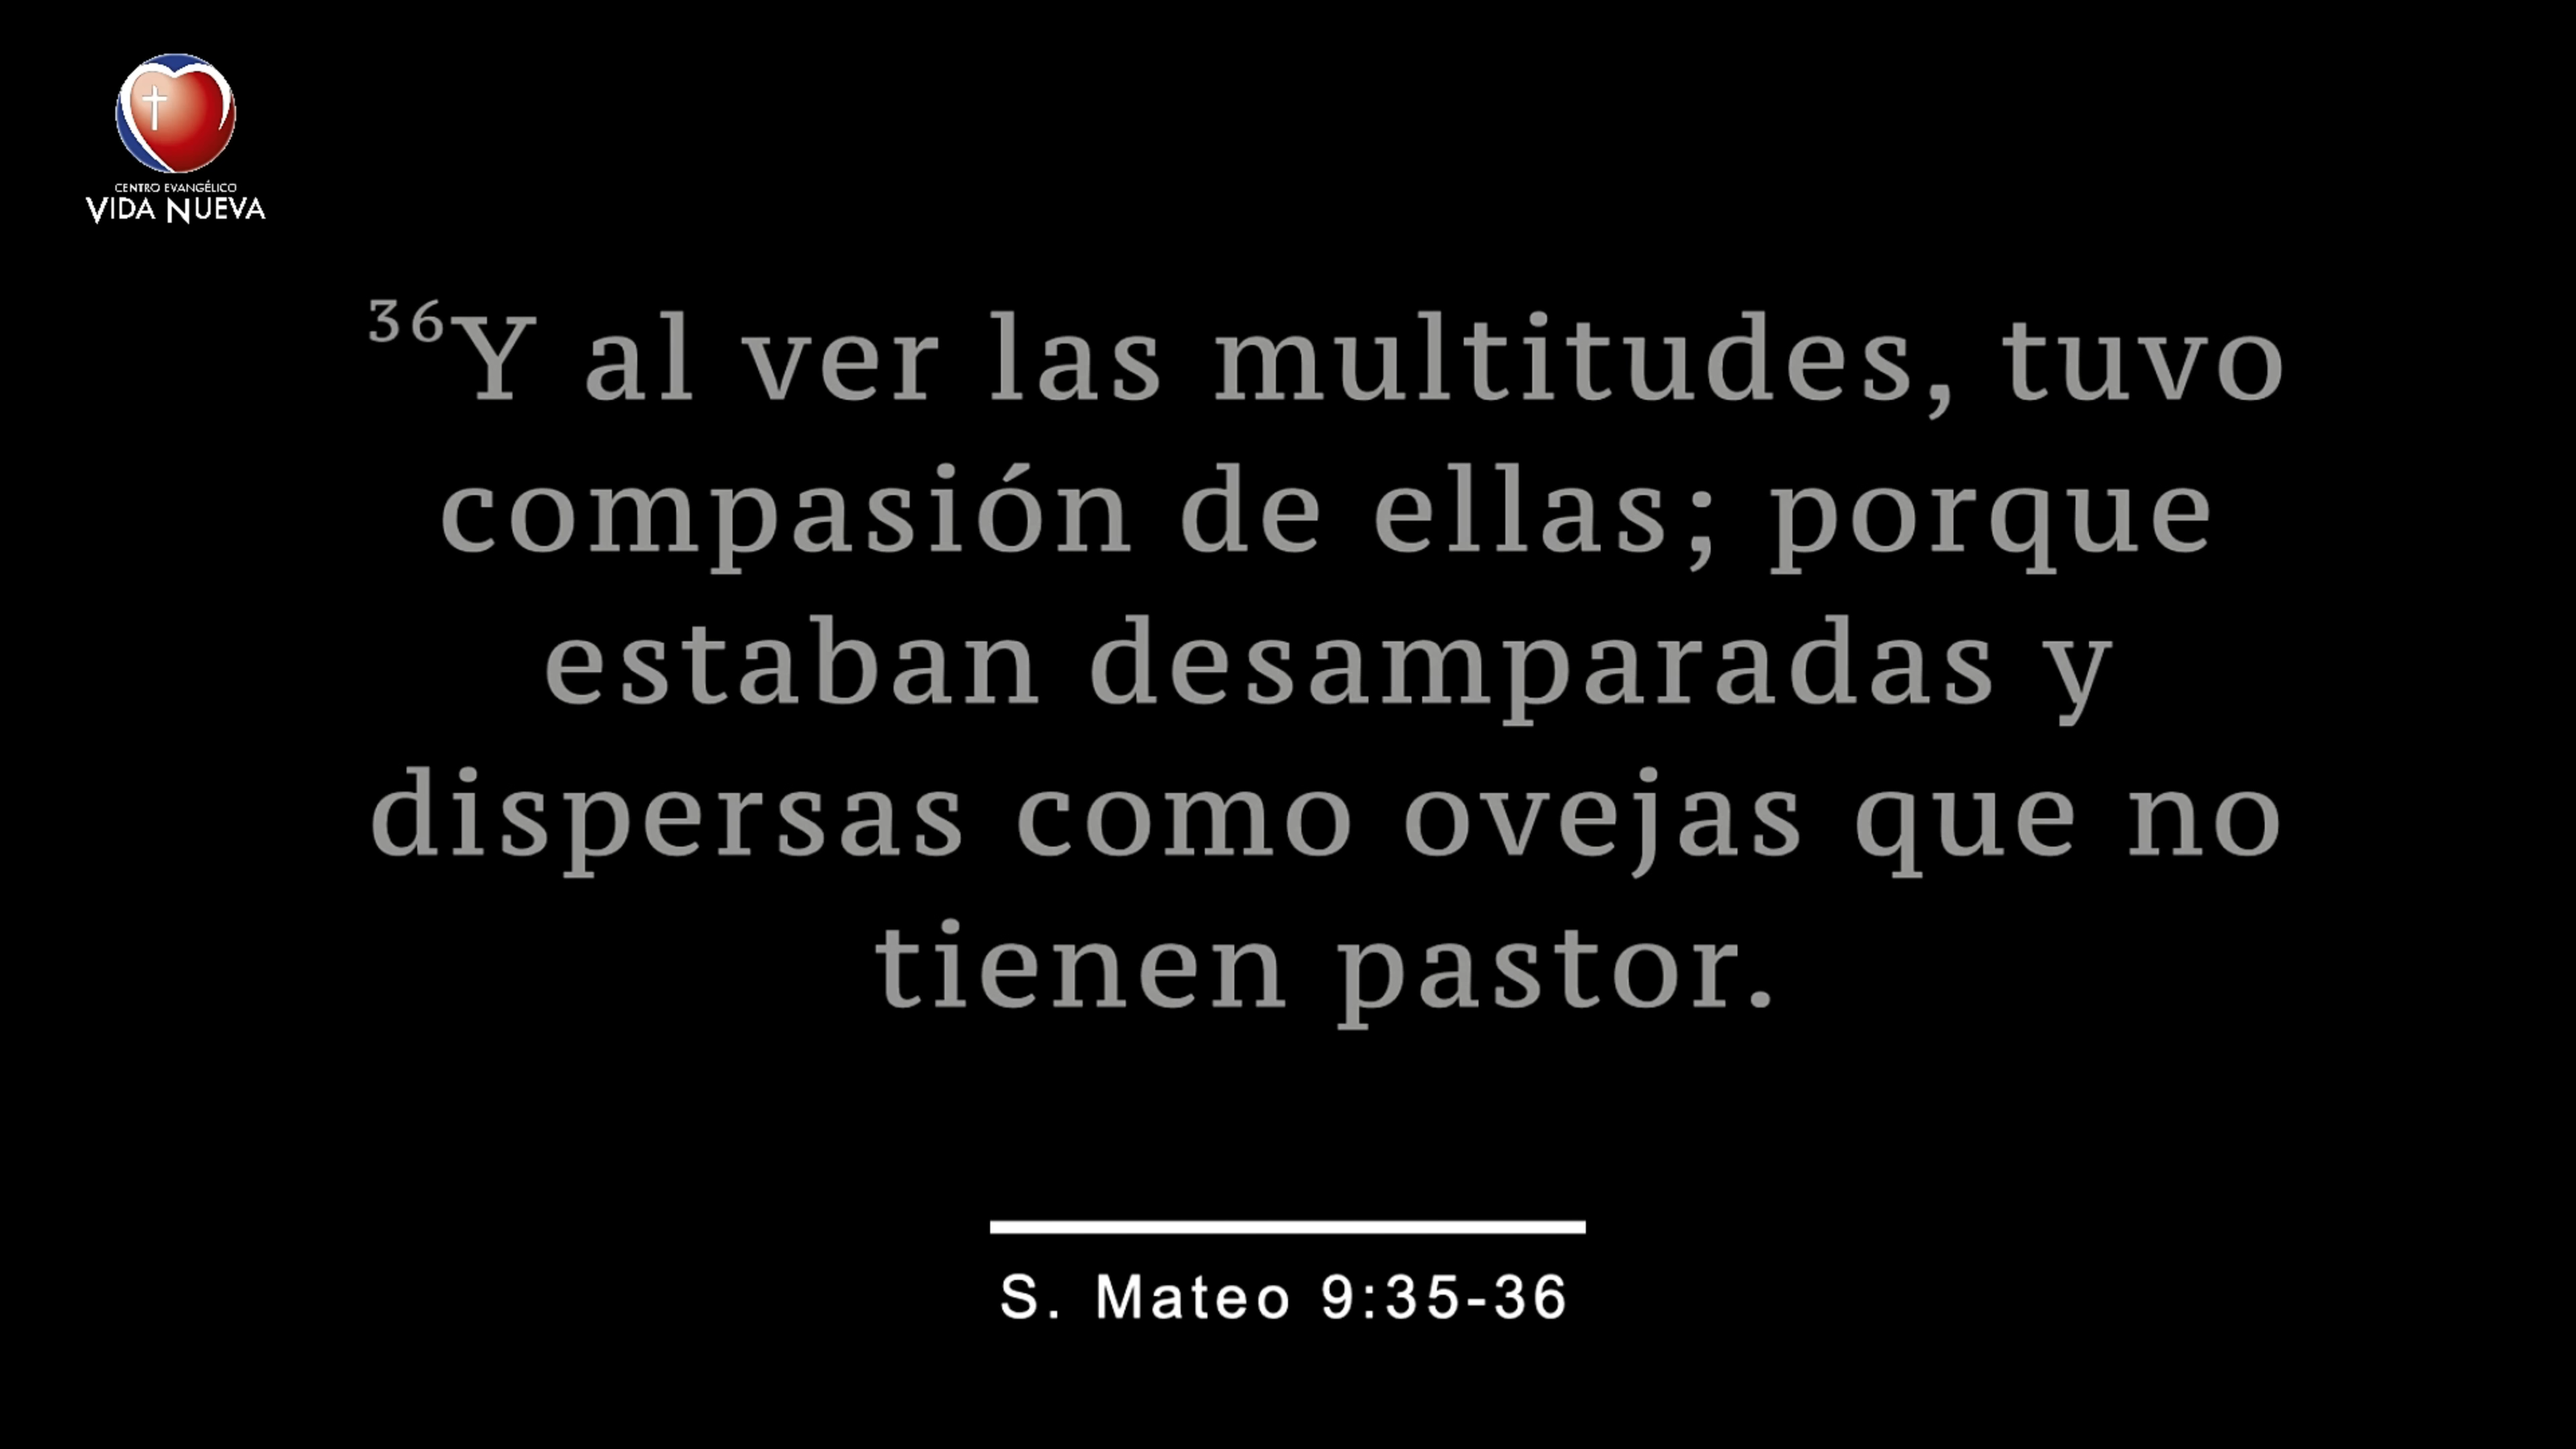 CENTRO EVANGÉLICO
VIDA NUEVA
36Y al ver las multitudes, tuvo
compasión de ellas; porque
estaban desamparadas y
dispersas como ovejas que no
tienen pastor.
S. Mateo 9:35-36